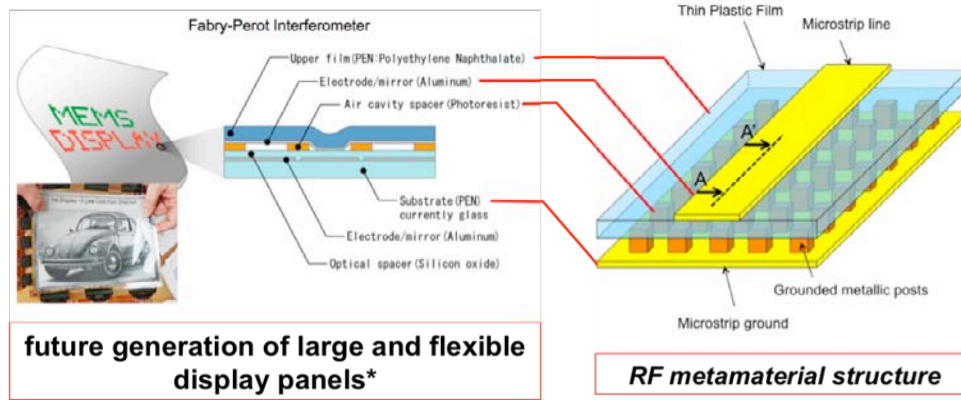 Fabry-Perot Interferometer
Upper film(PEN:Polyethylene Naphthalate)
Electrode/mirror(Aluminum)
Air cavity spacer(Photoresist)
MEMS
DISPLAY
Substrate(PEN)
currently glass
Electrode/mirror(Aluminum)
Optical spacer(Silicon oxide)
future generation of large and flexible
display panels*
Thin Plastic Film
Microstrip line
A'
A
Grounded metallic posts
Microstrip ground
RF metamaterial structure